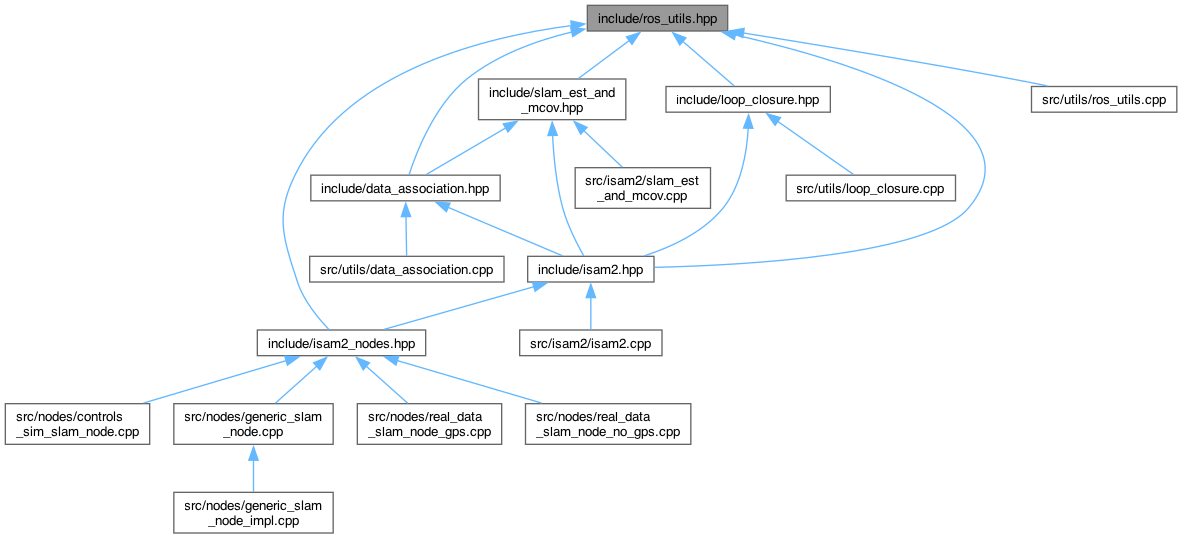 include/ros_utils.hpp
include/slam_est_and
_mcov.hpp
include/loop_closure.hpp
src/utils/ros_utils.cpp
include/data_association.hpp
src/isam2/slam_est
_and_mcov.cpp
src/utils/loop_closure.cpp
src/utils/data_association.cpp
include/isam2.hpp
include/isam2_nodes.hpp
src/isam2/isam2.cpp
src/nodes/controls
_sim_slam_node.cpp
src/nodes/generic_slam
_node.cpp
src/nodes/real_data
_slam_node_gps.cpp
src/nodes/real_data
_slam_node_no_gps.cpp
src/nodes/generic_slam
_node_impl.cpp